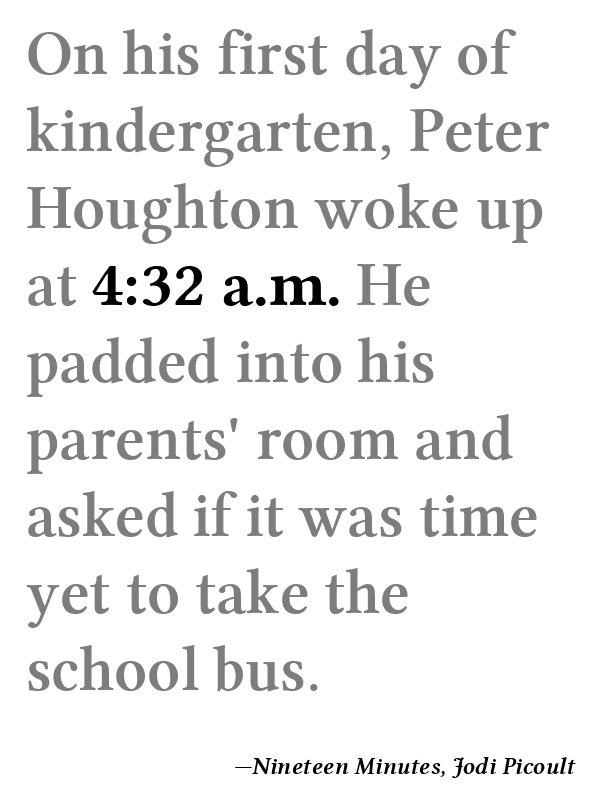 On his first day of
kindergarten, Peter
Houghton woke up
at 4:32 a.m. He
padded into his
parents' room and
asked if it was time
yet to take the
school bus.
—Nineteen Minutes, Jodi Picoult